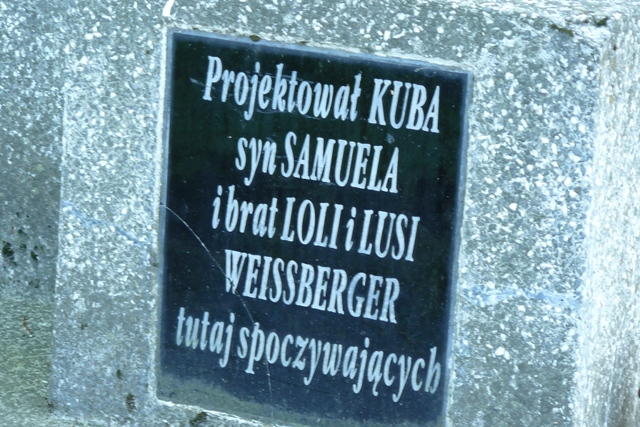 Projektował KUBA
syn SAMUELA
i brat LOLI i LUSI
WEISSBERGER
tutaj spoczywających